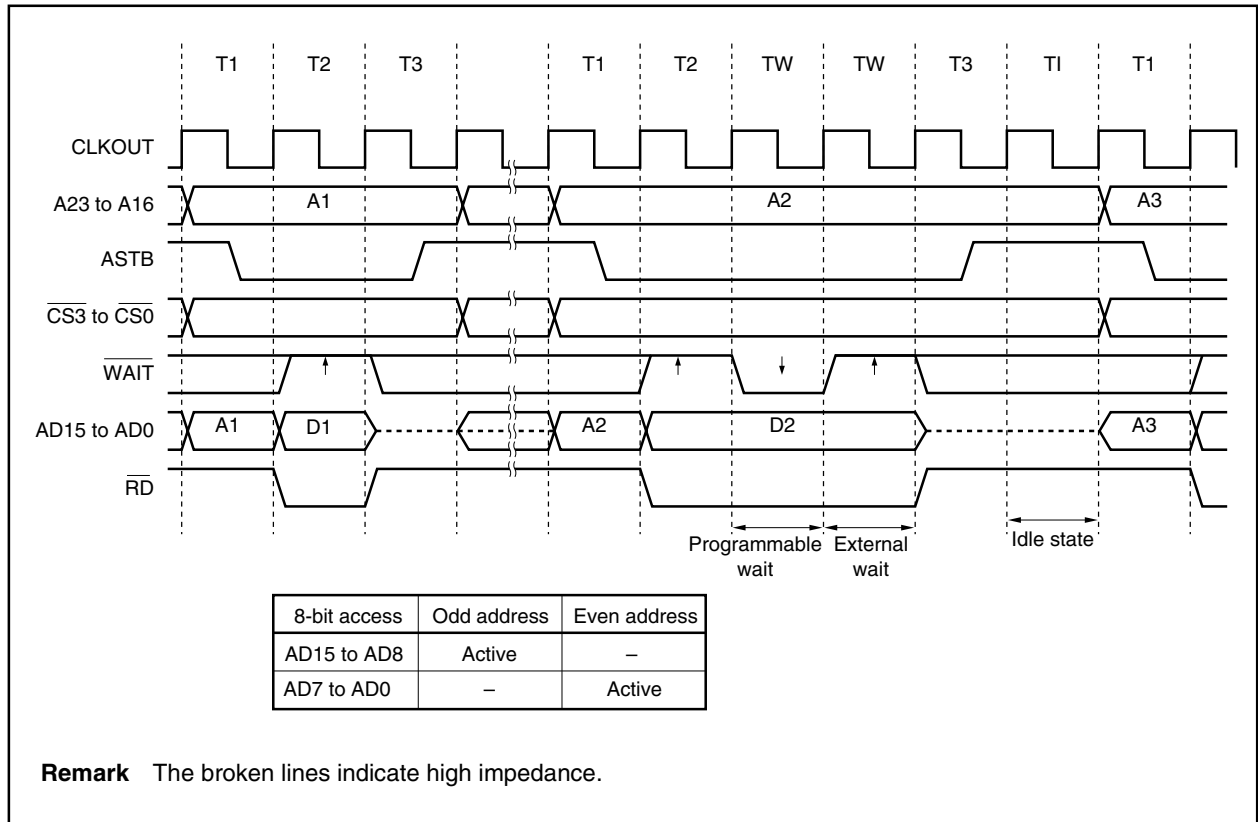 T1 T2 T3 T1 T2 TW TW T3 TI T1
CLKOUT
A23 to A16 A1 A2 A3
ASTB
CS3 to CS0
WAIT
AD15 to AD0 A1 D1 A2 D2 A3
RD
Programmable wait
External wait
Idle state
8-bit access Odd address Even address
AD15 to AD8 Active –
AD7 to AD0 – Active
Remark The broken lines indicate high impedance.